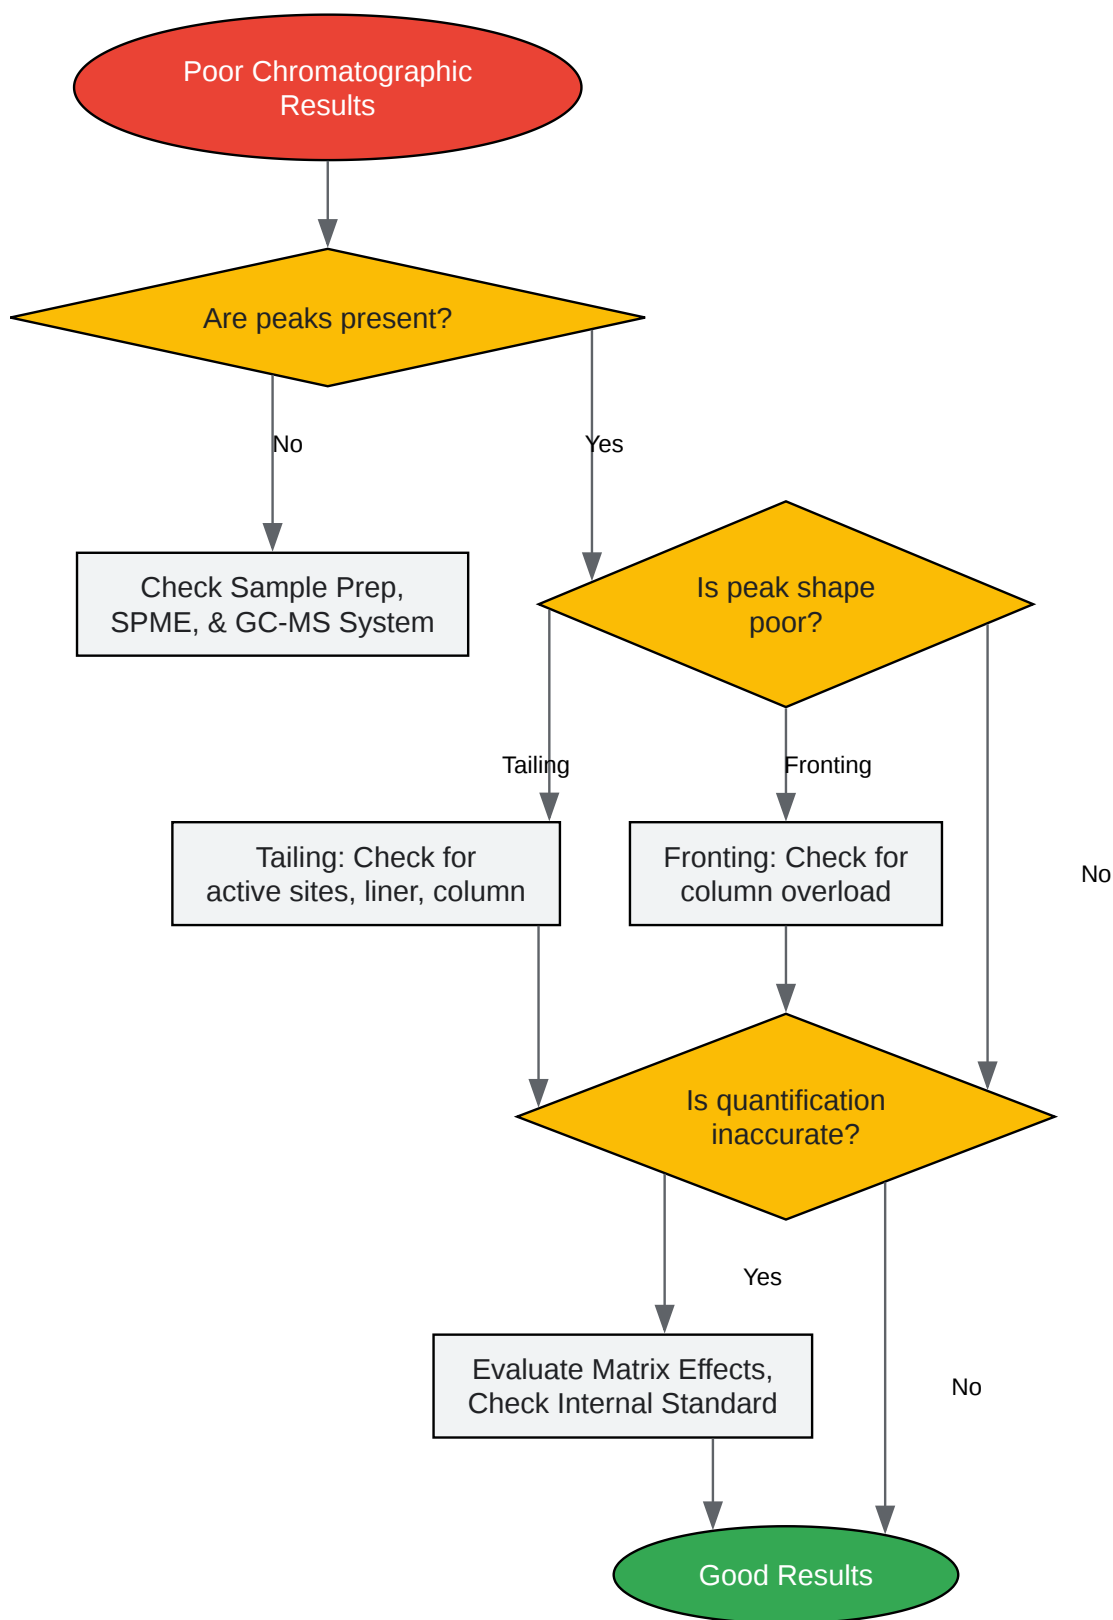 Poor Chromatographic
Results
Are peaks present?
No
Yes
Check Sample Prep,
SPME, & GC-MS System
Is peak shape
poor?
Tailing
Fronting
Tailing: Check for
active sites, liner, column
Fronting: Check for
column overload
No
Is quantification
inaccurate?
Yes
Evaluate Matrix Effects,
Check Internal Standard
No
Good Results